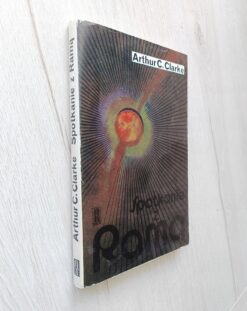 Arthur C. Clarke Spotkanie z Ramą
Arthur C. Clarke
Spotkanie
z
Ramą